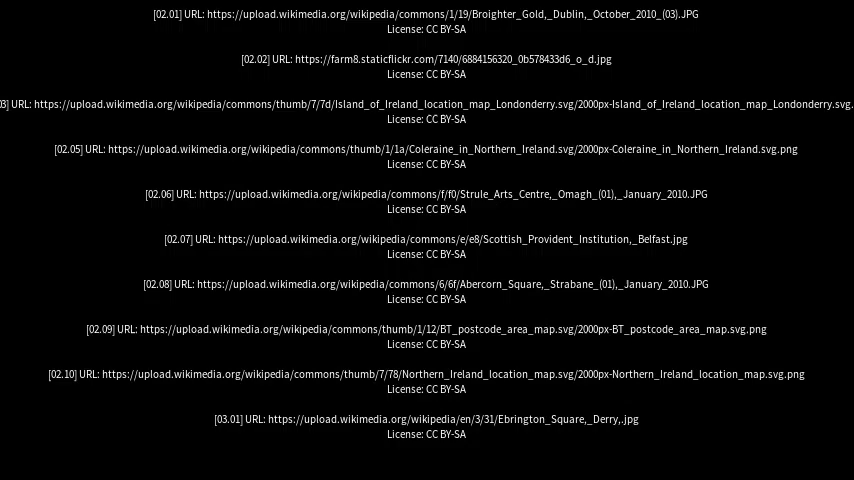 [02.01] URL: https://upload.wikimedia.org/wikipedia/commons/1/19/Broighter_Gold,_Dublin,_October_2010_(03).JPG
License: CC BY-SA
[02.02] URL: https://farm8.staticflickr.com/7140/6884156320_0b578433d6_o_d.jpg
License: CC BY-SA
03] URL: https://upload.wikimedia.org/wikipedia/commons/thumb/7/7d/Island_of_Ireland_location_map_Londonderry.svg/2000px-Island_of_Ireland_location_map_Londonderry.svg.
License: CC BY-SA
[02.05] URL: https://upload.wikimedia.org/wikipedia/commons/thumb/1/1a/Coleraine_in_Northern_Ireland.svg/2000px-Coleraine_in_Northern_Ireland.svg.png
License: CC BY-SA
[02.06] URL: https://upload.wikimedia.org/wikipedia/commons/f/f0/Strule_Arts_Centre,_Omagh_(01),_January_2010.JPG
License: CC BY-SA
[02.07] URL: https://upload.wikimedia.org/wikipedia/commons/e/e8/Scottish_Provident_Institution,_Belfast.jpg
License: CC BY-SA
[02.08] URL: https://upload.wikimedia.org/wikipedia/commons/6/6f/Abercorn_Square,_Strabane_(01),_January_2010.JPG
License: CC BY-SA
[02.09] URL: https://upload.wikimedia.org/wikipedia/commons/thumb/1/12/BT_postcode_area_map.svg/2000px-BT_postcode_area_map.svg.png
License: CC BY-SA
[02.10] URL: https://upload.wikimedia.org/wikipedia/commons/thumb/7/78/Northern_Ireland_location_map.svg/2000px-Northern_Ireland_location_map.svg.png
License: CC BY-SA
[03.01] URL: https://upload.wikimedia.org/wikipedia/en/3/31/Ebrington_Square,_Derry,.jpg
License: CC BY-SA